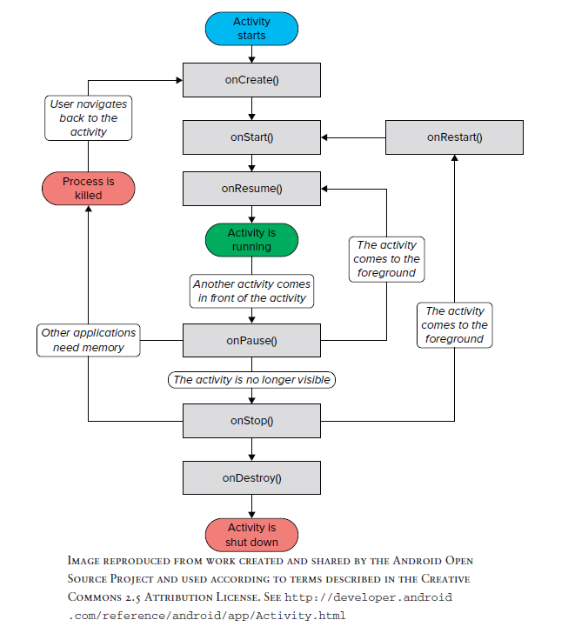 Activity
starts
onCreate()
User navigates
back to the
activity
onStart()
onRestart()
Process is
killed
onResume()
Activity is
running
The activity
comes to the
foreground
Another activity comes
in front of the activity
The activity
comes to the
foreground
Other applications
need memory
onPause()
The activity is no longer visible
onStop()
onDestroy()
Activity is
shut down
Image reproduced from work created and shared by the Android Open
Source Project and used according to terms described in the Creative
Commons 2.5 Attribution License. See http://developer.android
.com/reference/android/app/Activity.html